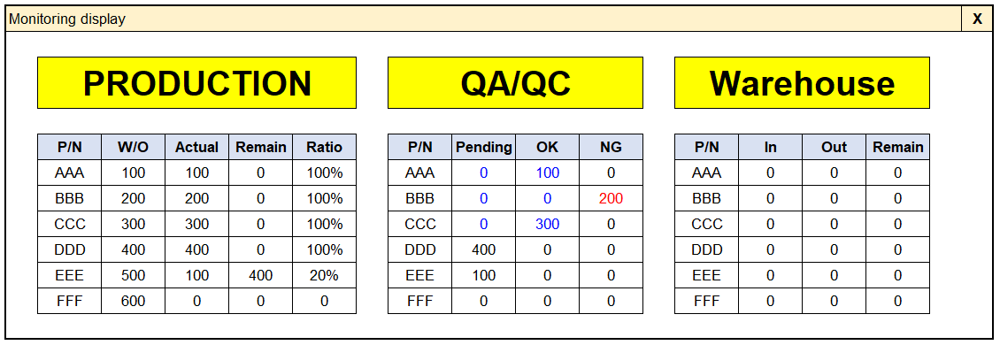 Monitoring display X
PRODUCTION QA/QC Warehouse
P/N W/O Actual Remain Ratio P/N Pending OK NG P/N In Out Remain
AAA 100 100 0 100% AAA 0 100 0 AAA 0 0 0
BBB 200 200 0 100% BBB 0 0 200 BBB 0 0 0
CCC 300 300 0 100% CCC 0 300 0 CCC 0 0 0
DDD 400 400 0 100% DDD 400 0 0 DDD 0 0 0
EEE 500 100 400 20% EEE 100 0 0 EEE 0 0 0
FFF 600 0 0 0 FFF 0 0 0 FFF 0 0 0